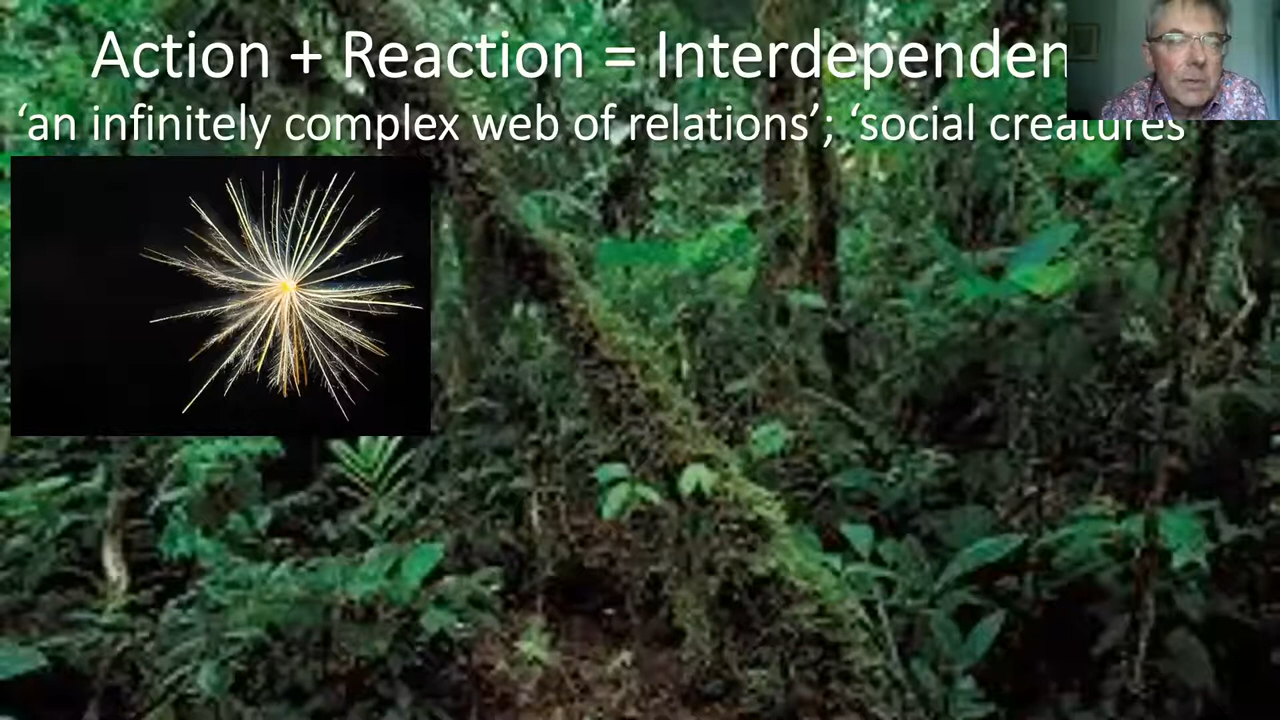 Action + Reaction = Interdependen
‘an infinitely complex web of relations’; ‘social creatures’